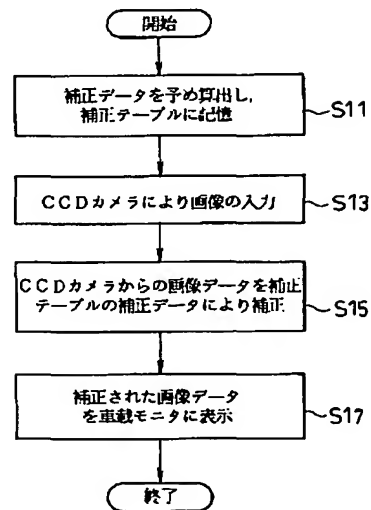 開始
補正データを予め算出し,
補正テーブルに記憶
S11
CCDカメラにより画像の入力
S13
CCDカメラからの画像データを補正
テーブルの補正データにより補正
S15
補正された画像データ
を車載モニタに表示
S17
終了